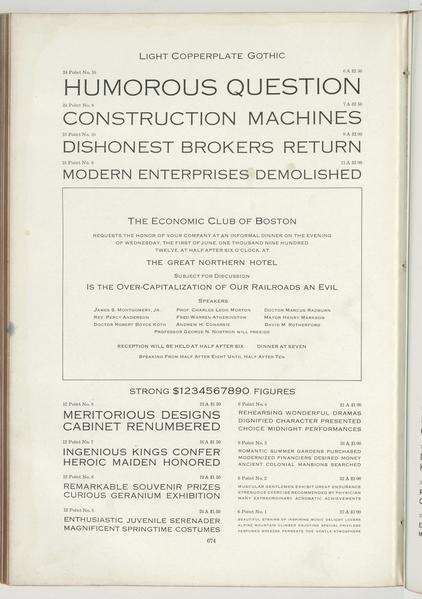 Light Copperplate Gothic
24 Point No. 10 6 A $2 50
HUMOROUS QUESTION
24 Point No. 9 7 A $2 50
CONSTRUCTION MACHINES
18 Point No. 10 8 A $2 00
DISHONEST BROKERS RETURN
18 Point No. 9 11 A $2 00
MODERN ENTERPRISES DEMOLISHED
The Economic Club of Boston
REQUESTS THE HONOR OF YOUR COMPANY AT AN INFORMAL DINNER ON THE EVENING
OF WEDNESDAY, THE FIRST OF JUNE, ONE THOUSAND NINE HUNDRED
TWELVE, AT HALF AFTER SIX O'CLOCK, AT
THE GREAT NORTHERN HOTEL
Subject for Discussion
Is the Over-Capitalization of Our Railroads an Evil
Speakers
James S. Montgomery, Jr. Prof. Charles Leon Morton Doctor Marcus Radburn
Rev. Percy Anderson Fred Warren Atherington Mayor Henry Markson
Doctor Robert Boyce Koth Andrew H. Conarsie David M. Rotherford
Professor George N. Nostron will preside
RECEPTION WILL BE HELD AT HALF AFTER SIX DINNER AT SEVEN
Speaking From Half After Eight Until Half After Ten
STRONG $1234567890 FIGURES
12 Point No. 8
MERITORIOUS DESIGNS
CABINET RENUMBERED
12 Point No. 7 16 A $1 50
INGENIOUS KINGS CONFER
HEROIC MAIDEN HONORED
12 Point No. 6 19 A $1 50
REMARKABLE SOUVENIR PRIZES
CURIOUS GERANIUM EXHIBITION
12 Point No. 5 24 A $1 50
ENTHUSIASTIC JUVENILE SERENADER
MAGNIFICENT SPRINGTIME COSTUMES
6 Point No. 4 21 A $1 00
REHEARSING WONDERFUL DRAMAS
DIGNIFIED CHARACTER PRESENTED
CHOICE MIDNIGHT PERFORMANCES
6 Point No. 3
ROMANTIC SUMMER GARDENS PURCHASED
MODERNIZED FINANCIERS DESIRED MONEY
ANCIENT COLONIAL MANSIONS SEARCHED
6 Point No. 2 32 A $1 00
MUSCULAR GENTLEMEN EXHIBIT GREAT ENDURANCE
STRENUOUS EXERCISE RECOMMENDED BY PHYSICIAN
MANY EXTRAORDINARY ACROBATIC ACHIEVEMENTS
6 Point No. 1 37 A $1 00
BEAUTIFUL STRAINS OF INSPIRING MUSIC DELIGHT LOVERS
ALPINE MOUNTAIN CLIMBER ENJOYING SPECIAL PRIVILEGE
PERFUMED BREEZES PERMEATE THE GENTLE ATMOSPHERE
674